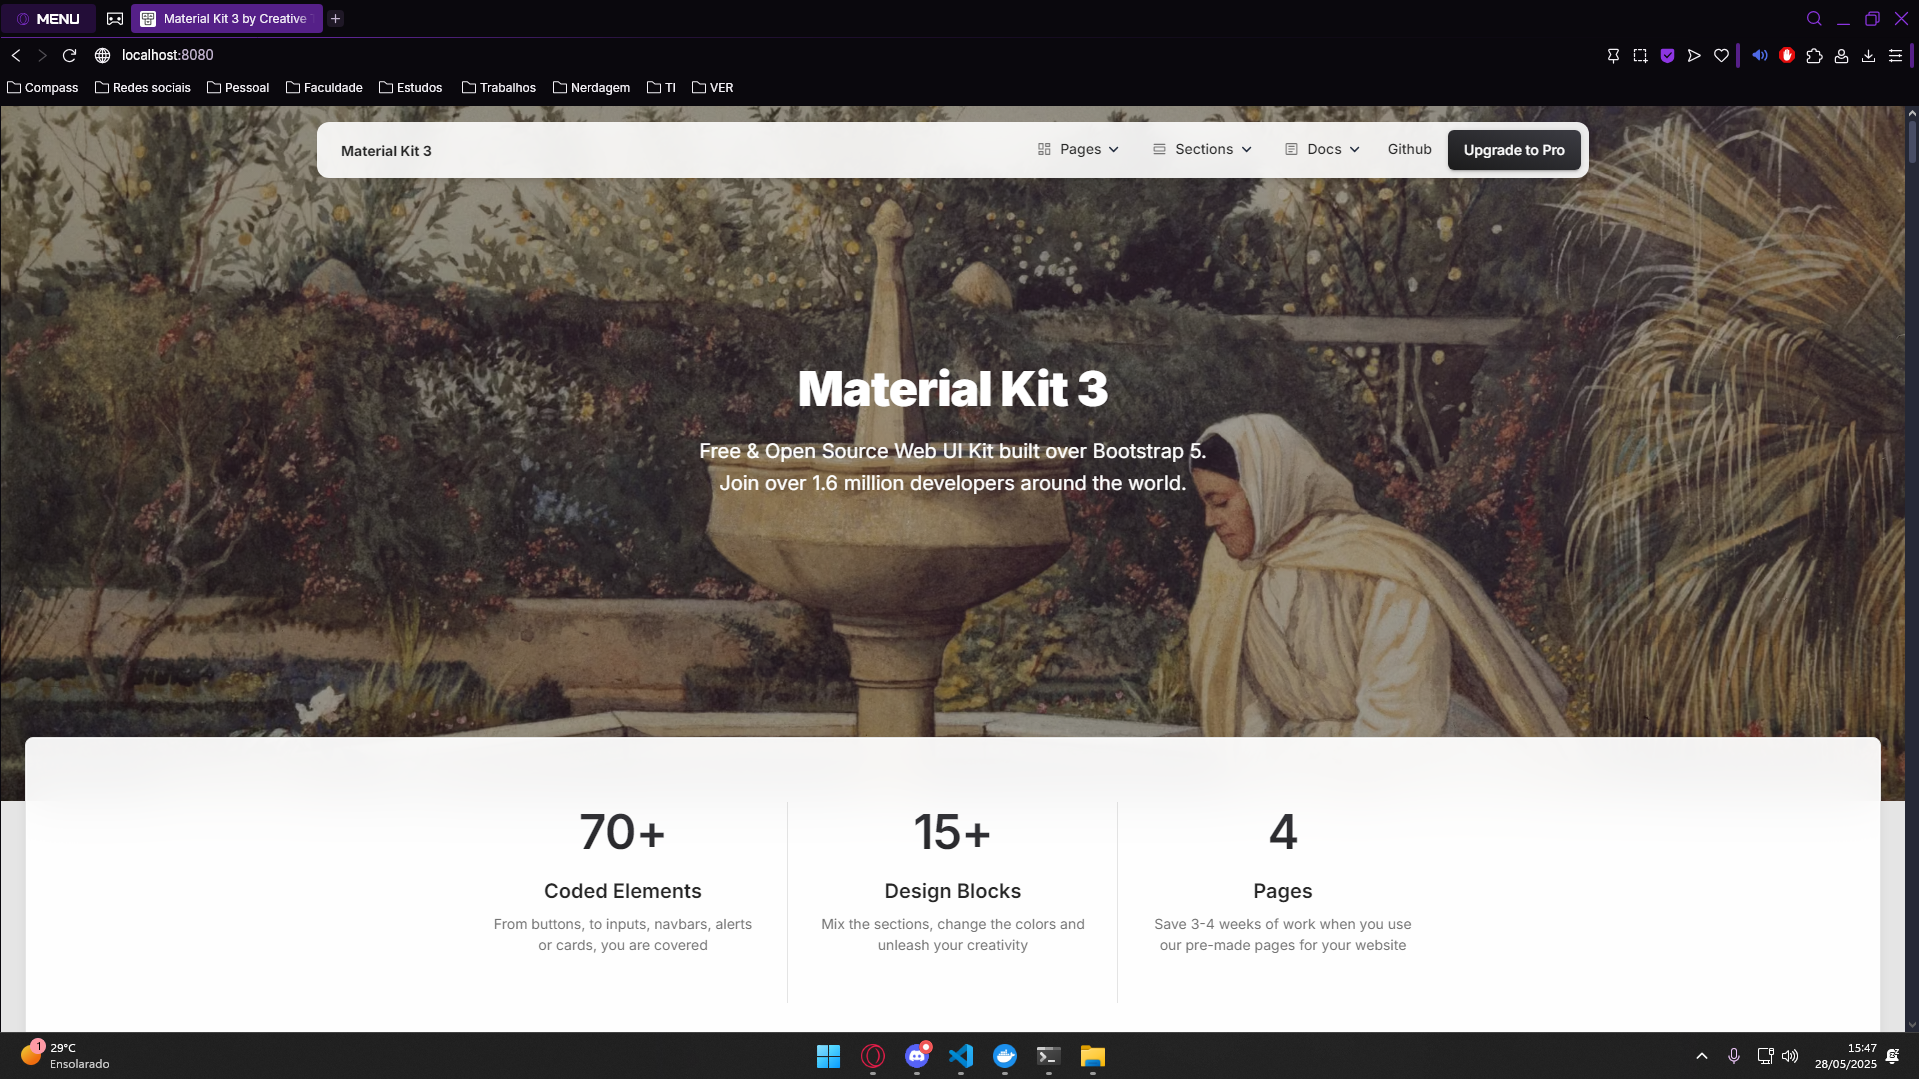 MENU
Material Kit 3 by Creative T
localhost:8080
Compass
Redes sociais
Pessoal
Faculdade
Estudos
Trabalhos
Nerdagem
TI
VER
Material Kit 3
Pages
Sections
Docs
Github
Upgrade to Pro
Material Kit 3
Free & Open Source Web UI Kit built over Bootstrap 5.
Join over 1.6 million developers around the world.
70+
Coded Elements
From buttons, to inputs, navbars, alerts
or cards, you are covered
15+
Design Blocks
Mix the sections, change the colors and
unleash your creativity
4
Pages
Save 3-4 weeks of work when you use
our pre-made pages for your website
1
29°C
Ensolarado
15:47
28/05/2025